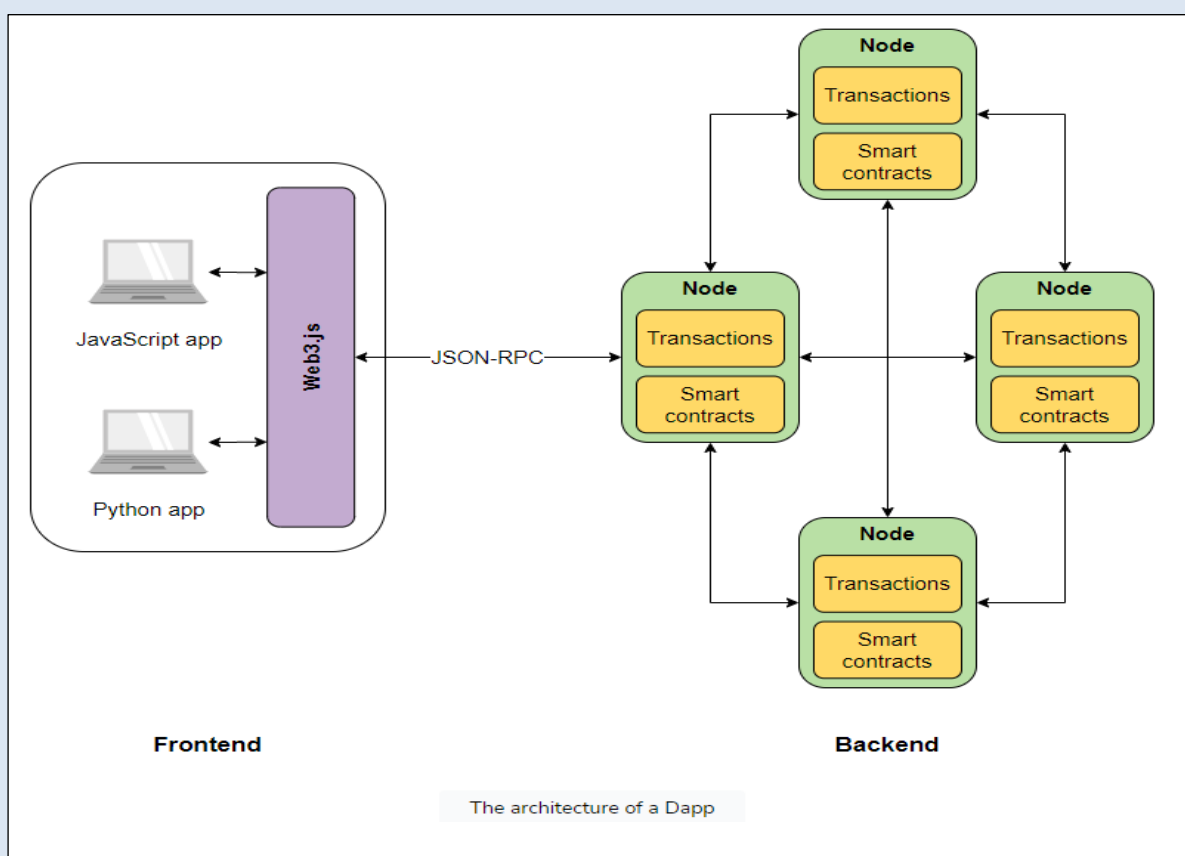 Node
Transactions
Smart
contracts
JavaScript app
Python app
Web3.js
JSON-RPC
Node
Transactions
Smart
contracts
Node
Transactions
Smart
contracts
Node
Transactions
Smart
contracts
Frontend
Backend
The architecture of a Dapp